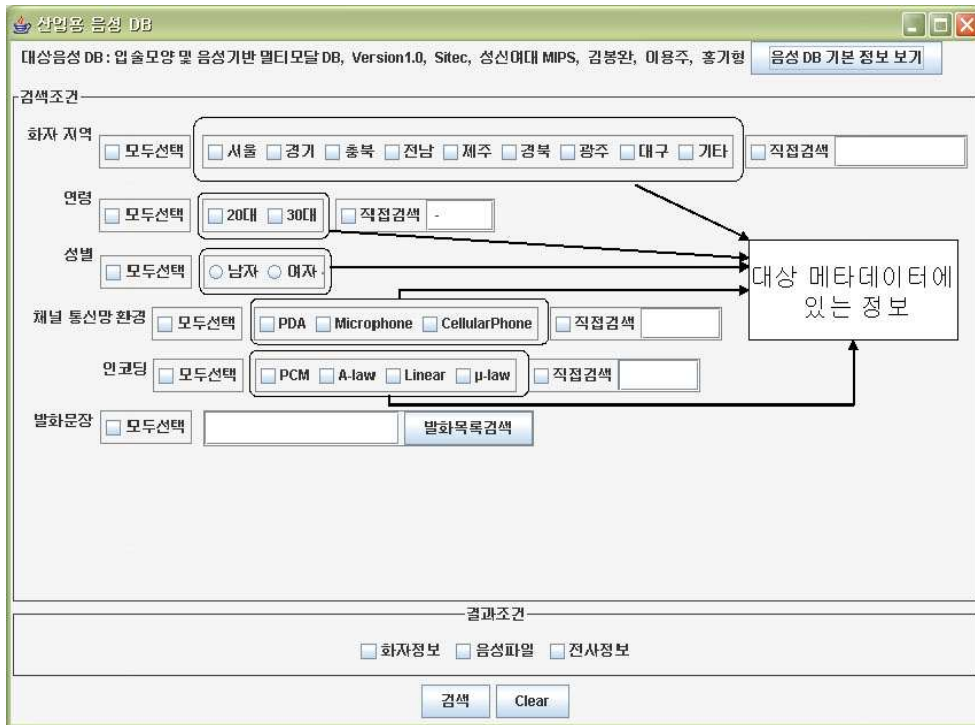 산업용 음성 DB
대상음성 DB : 입술모양 및 음성기반 멀티모달 DB, Version1.0, Sitec, 성신여대 MIPS, 김봉완, 이용주, 홍기형 음성 DB 기본 정보 보기
검색조건
화자 지역 모두선택 서울 경기 충북 전남 제주 경북 광주 대구 기타 직접검색
연령 모두선택 20대 30대 직접검색 -
성별 모두선택 남자 여자
대상 메타데이터에
있는 정보
채널 통신망 환경 모두선택 PDA Microphone CellularPhone 직접검색
인코딩 모두선택 PCM A-law Linear μ-law 직접검색
발화문장 모두선택 발화목록검색
결과조건
화자정보 음성파일 전사정보
검색 Clear